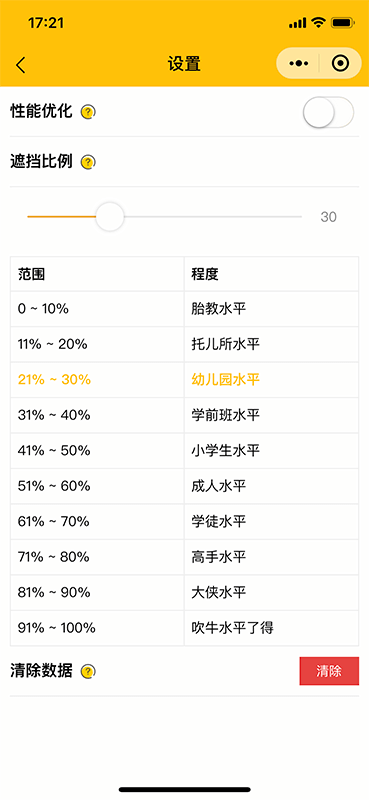 17:21
设置
性能优化 ?
遮挡比例 ?
30
范围 程度
0 ~ 10% 胎教水平
11% ~ 20% 托儿所水平
21% ~ 30% 幼儿园水平
31% ~ 40% 学前班水平
41% ~ 50% 小学生水平
51% ~ 60% 成人水平
61% ~ 70% 学徒水平
71% ~ 80% 高手水平
81% ~ 90% 大侠水平
91% ~ 100% 吹牛水平了得
清除数据 ? 清除